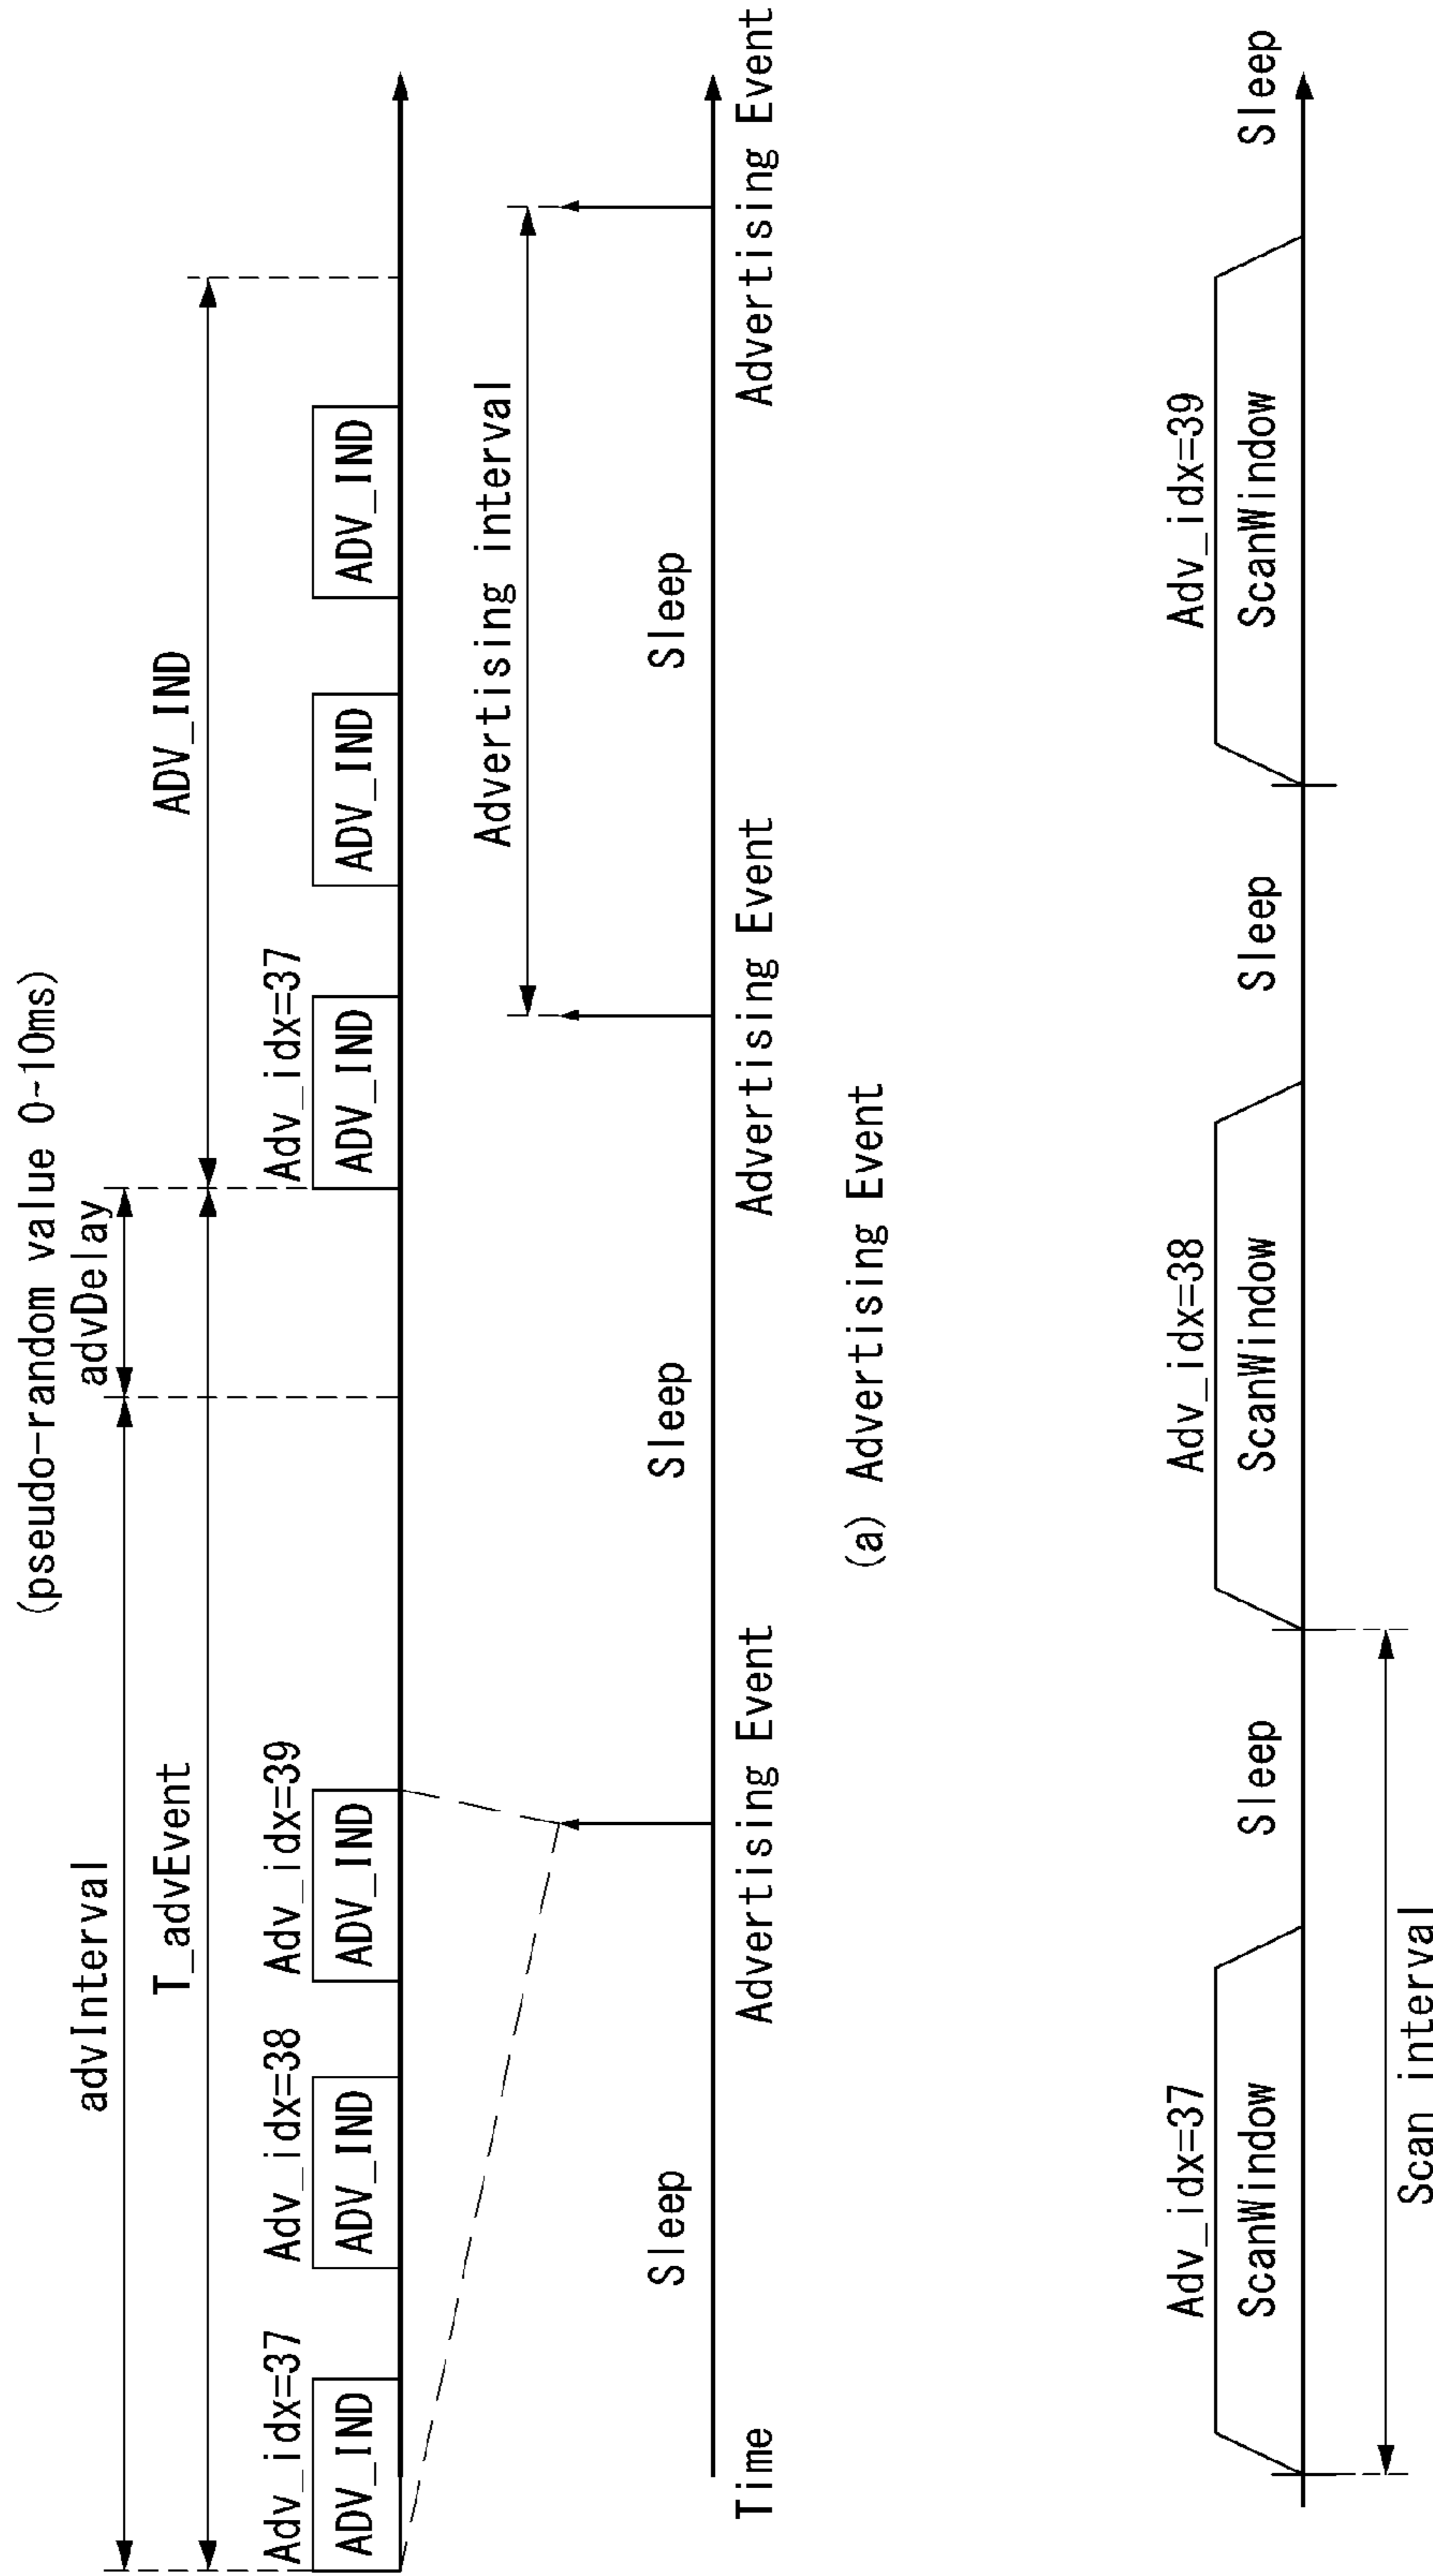 (pseudo-random value 0~10ms)
advInterval
advDelay
T_advEvent
ADV_IND
Adv_idx=37
Adv_idx=38
Adv_idx=39
Adv_idx=37
ADV_IND
ADV_IND
ADV_IND
ADV_IND
ADV_IND
ADV_IND
Advertising interval
Sleep
Sleep
Sleep
Time
Advertising Event
Advertising Event
Advertising Event
(a) Advertising Event
Adv_idx=37
Adv_idx=38
Adv_idx=39
ScanWindow
Sleep
ScanWindow
Sleep
ScanWindow
Sleep
Scan interval